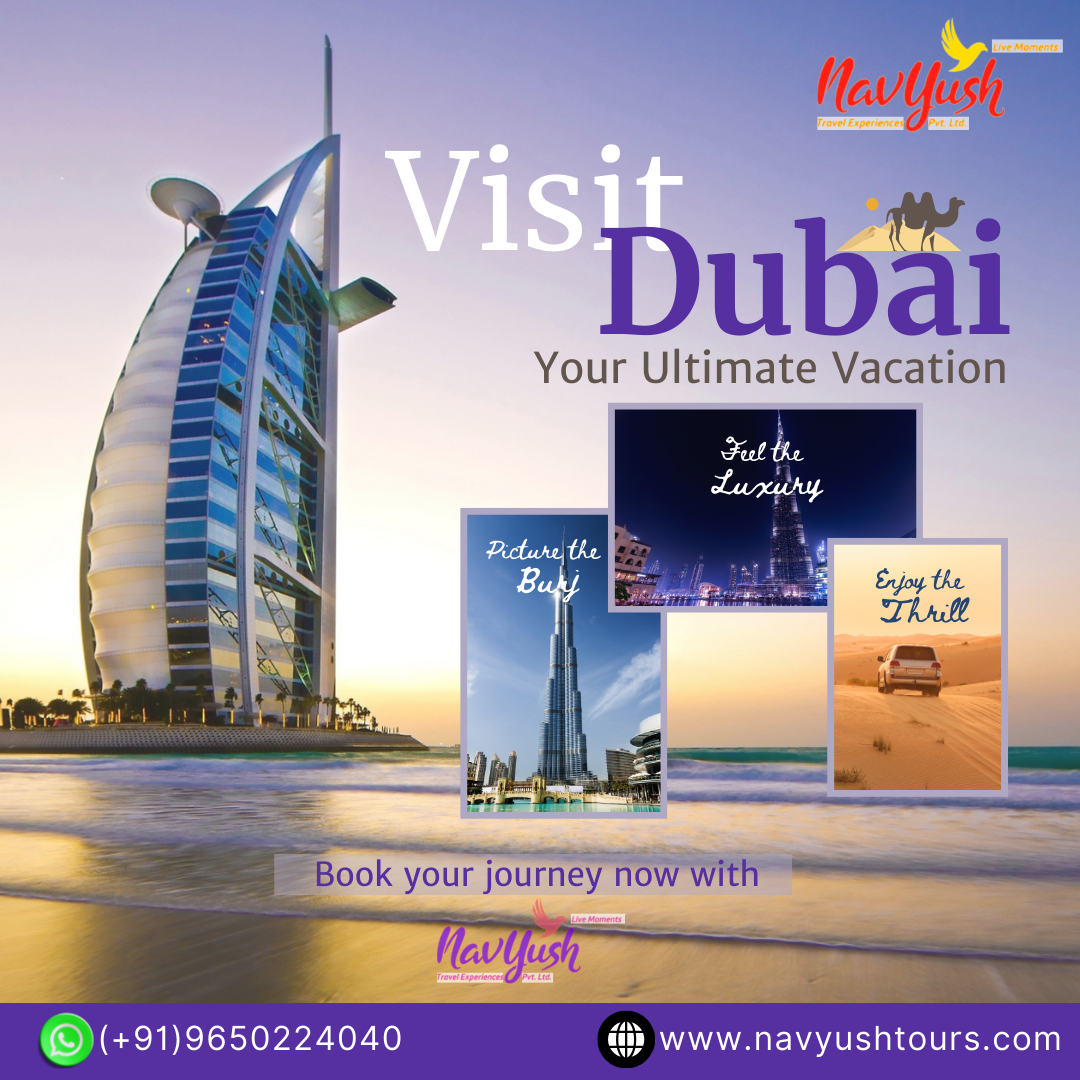 Live Moments
NavYush
Travel Experiences Pvt. Ltd.
Visit
Dubai
Your Ultimate Vacation
Feel the
Luxury
Picture the
Burj
Enjoy the
Thrill
Book your journey now with
Live Moments
NavYush
Travel Experiences Pvt. Ltd.
(+91)9650224040
www.navyushtours.com